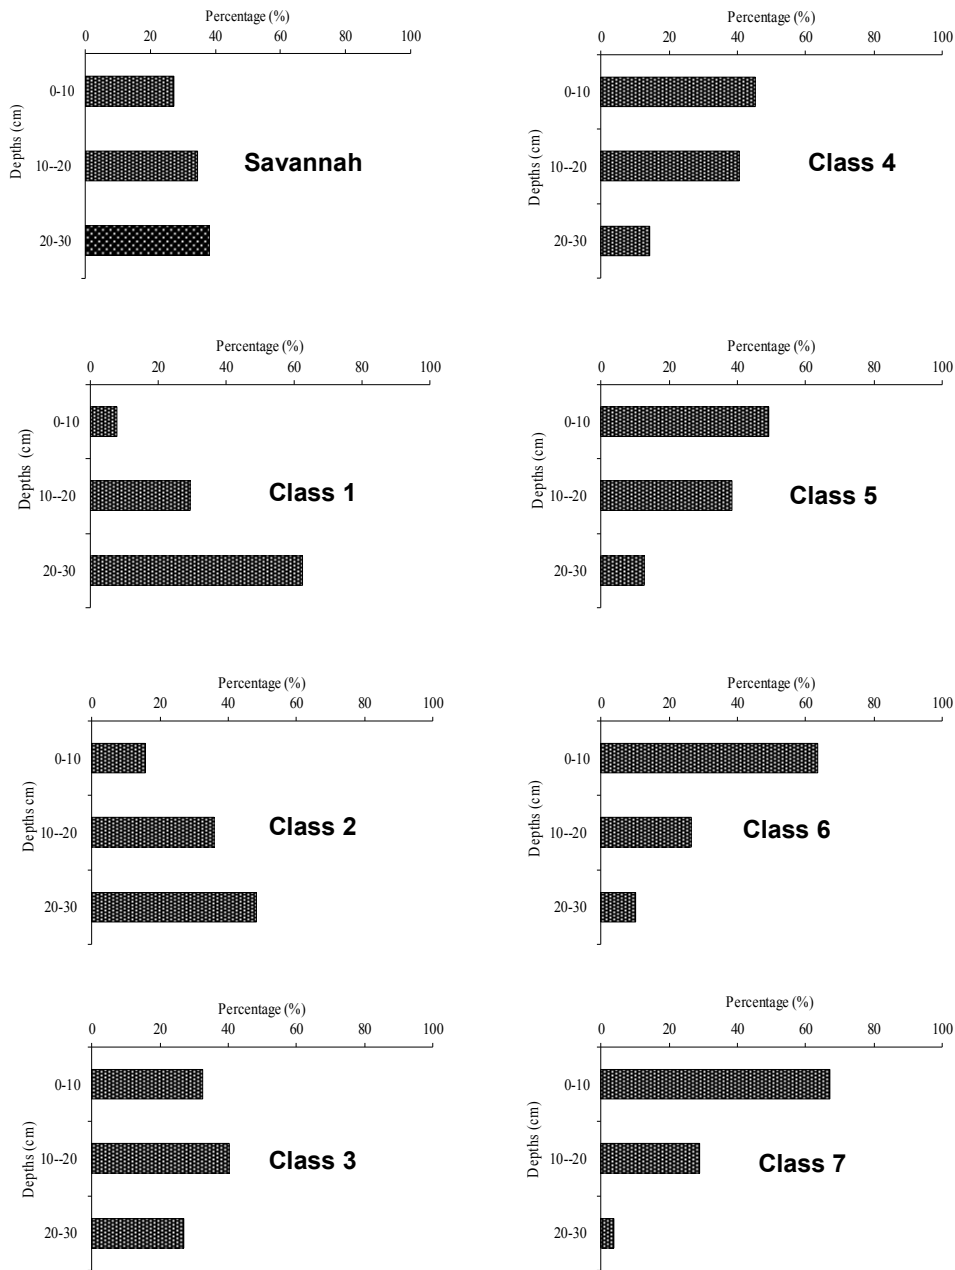 Percentage (%)
0 20 40 60 80 100
Depths (cm)
0-10
10--20
20-30
Savannah
Percentage (%)
0 20 40 60 80 100
Depths (cm)
0-10
10--20
20-30
Class 4
Percentage (%)
0 20 40 60 80 100
Depths (cm)
0-10
10--20
20-30
Class 1
Percentage (%)
0 20 40 60 80 100
Depths (cm)
0-10
10--20
20-30
Class 5
Percentage (%)
0 20 40 60 80 100
Depths cm)
0-10
10--20
20-30
Class 2
Percentage (%)
0 20 40 60 80 100
Depths (cm)
0-10
10--20
20-30
Class 6
Percentage (%)
0 20 40 60 80 100
Depths (cm)
0-10
10--20
20-30
Class 3
Percentage (%)
0 20 40 60 80 100
Depths (cm)
0-10
10--20
20-30
Class 7